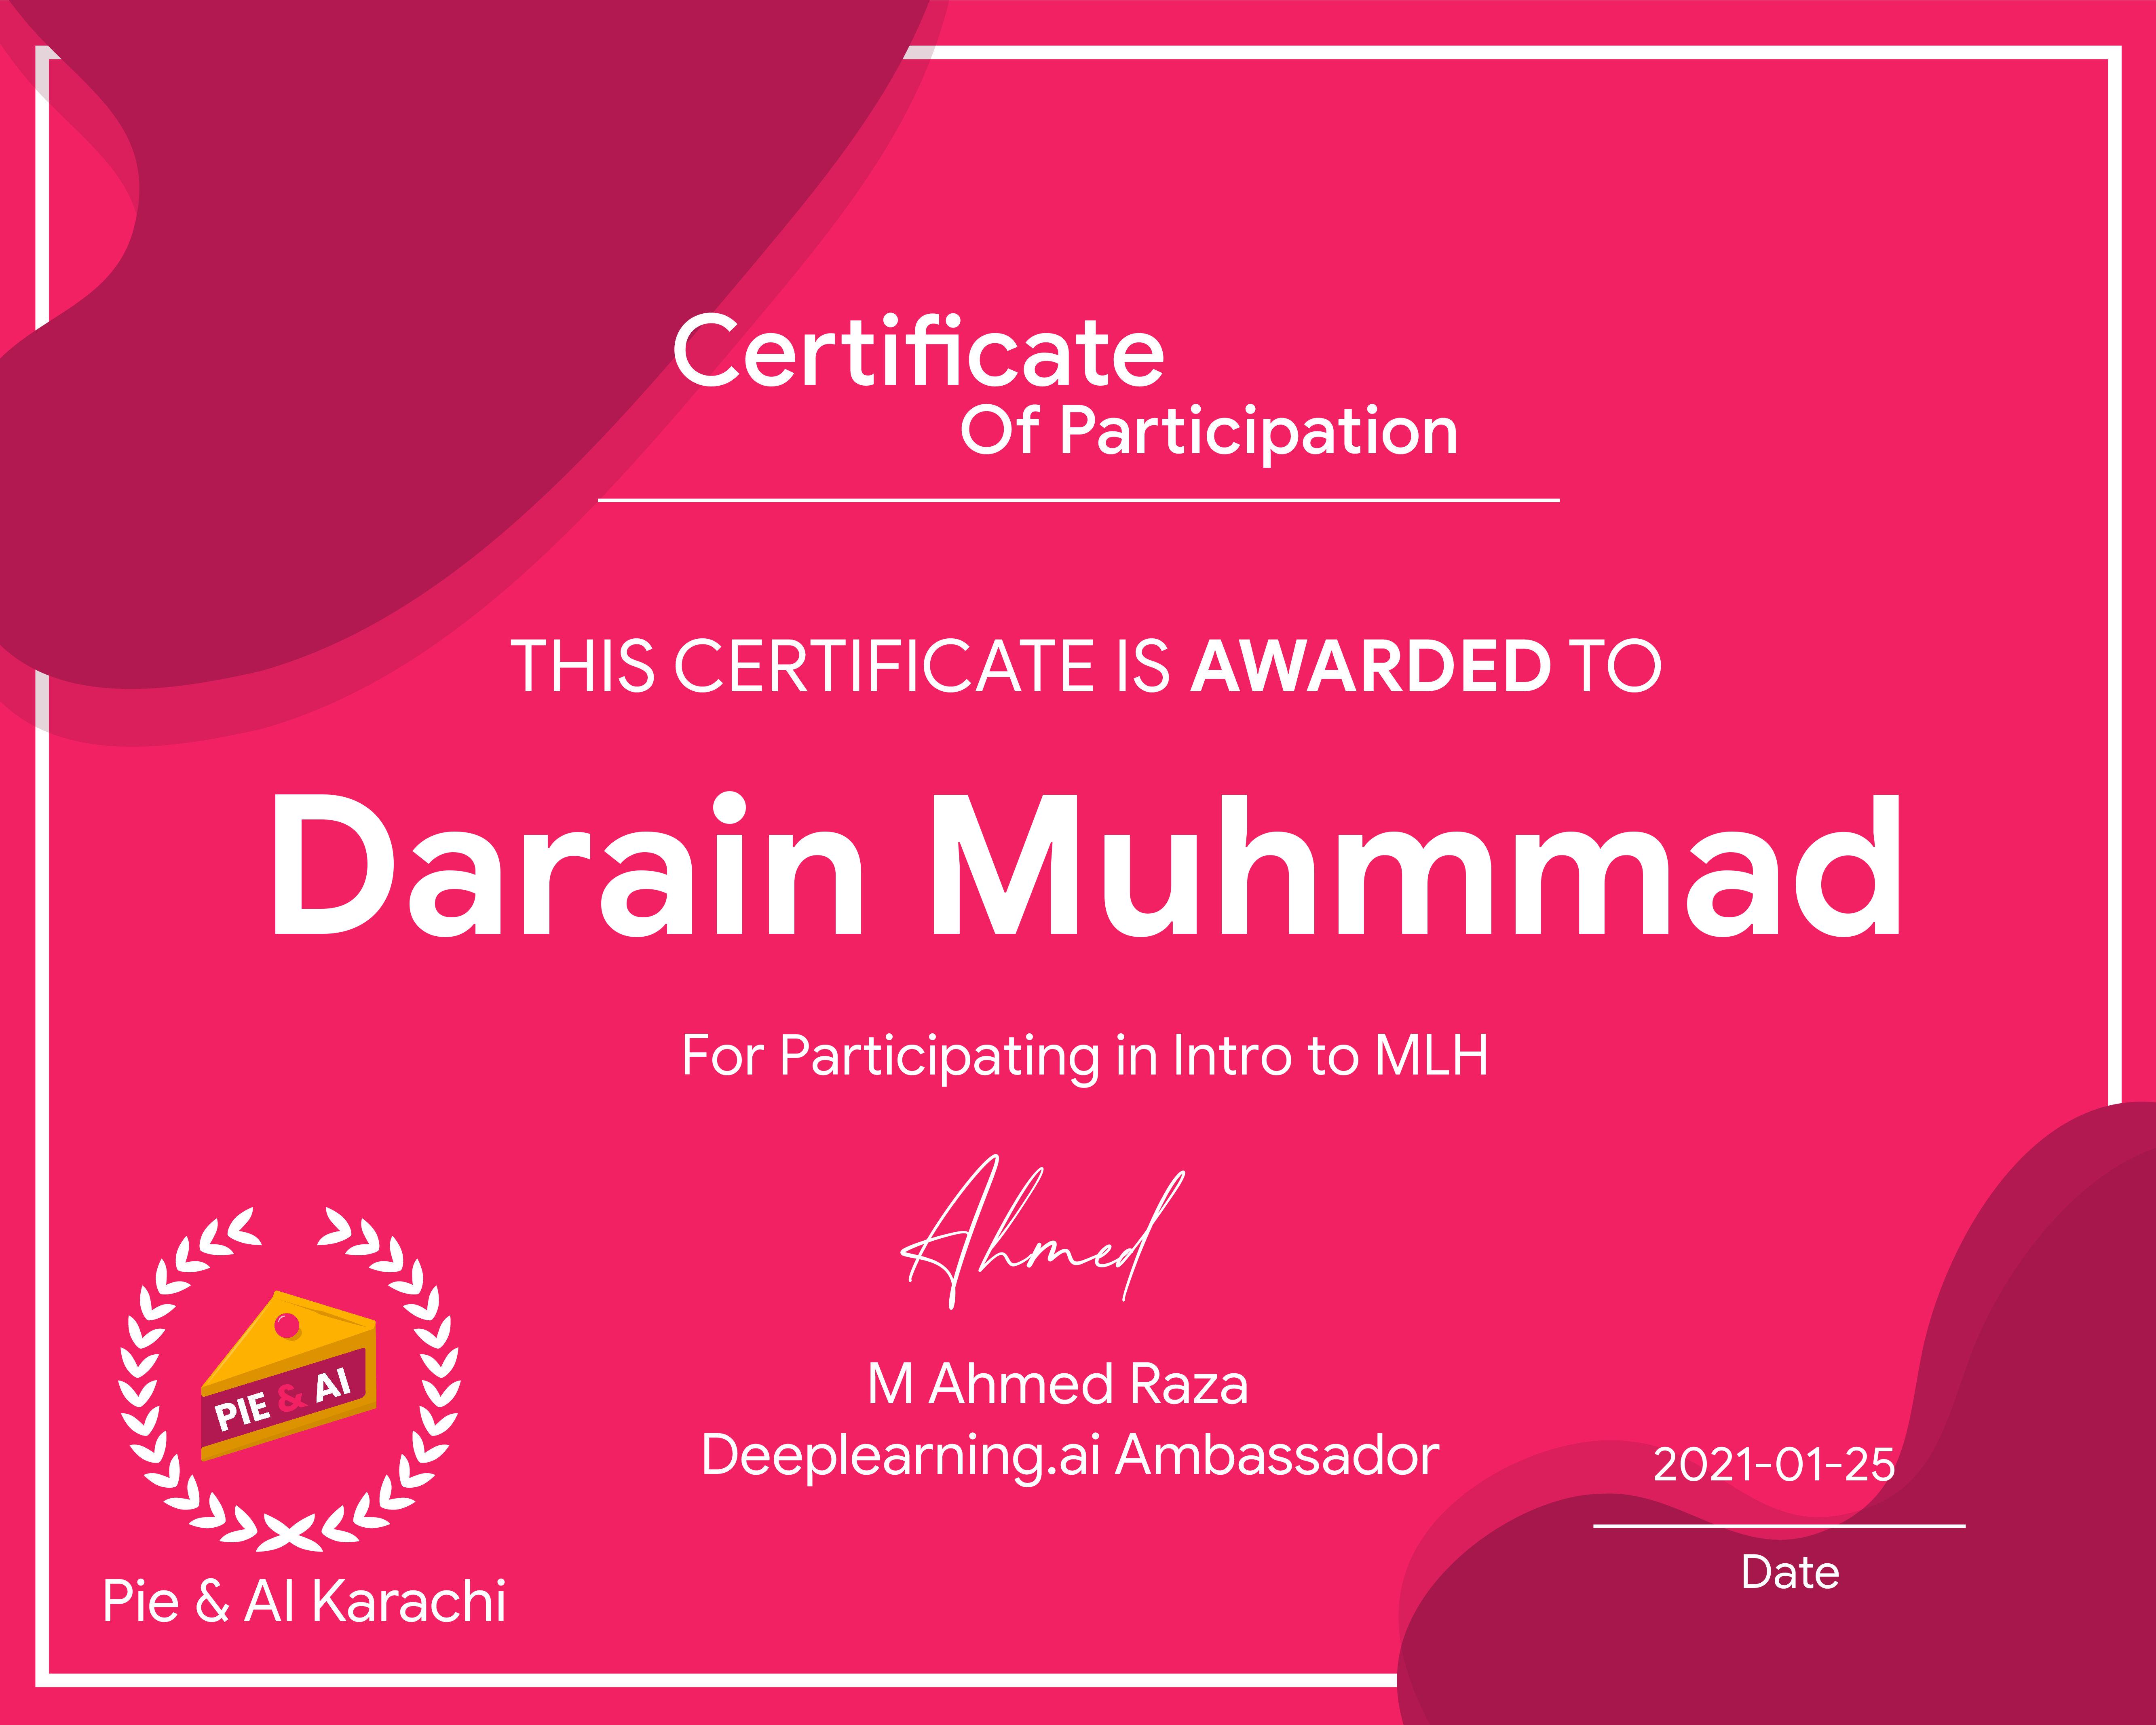 Certificate
Of Participation
THIS CERTIFICATE IS AWARDED TO
Darain Muhmmad
For Participating in Intro to MLH
Ahmed
M Ahmed Raza
Deeplearning.ai Ambassador
PIE & AI
Pie & AI Karachi
2021-01-25
Date